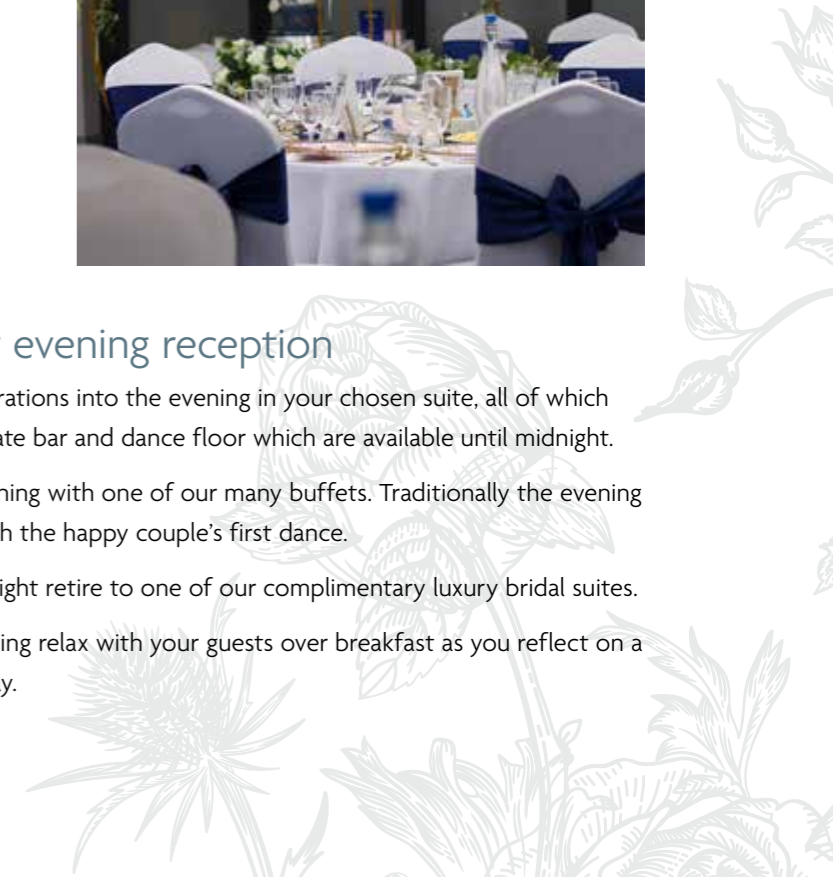 evening reception
rations into the evening in your chosen suite, all of which
ate bar and dance floor which are available until midnight.
ning with one of our many buffets. Traditionally the evening
h the happy couple’s first dance.
ight retire to one of our complimentary luxury bridal suites.
ing relax with your guests over breakfast as you reflect on a
y.